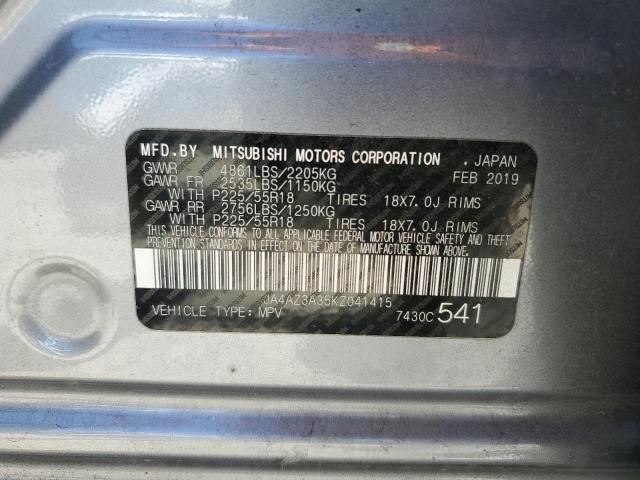 MFD.BY MITSUBISHI MOTORS CORPORATION , JAPAN
GVWR 4861LBS/2205KG FEB 2019
GAWR FR 2535LBS/1150KG
WITH P225/55R18 TIRES 18X7.0J RIMS
GAWR RR 2756LBS/1250KG
WITH P225/55R18 TIRES 18X7.0J RIMS
THIS VEHICLE CONFORMS TO ALL APPLICABLE FEDERAL MOTOR VEHICLE SAFETY AND THEFT
PREVENTION STANDARDS IN EFFECT ON THE DATE OF MANUFACTURE SHOWN ABOVE.
JA4AZ3A35KZ041415
VEHICLE TYPE: MPV 7430C 541